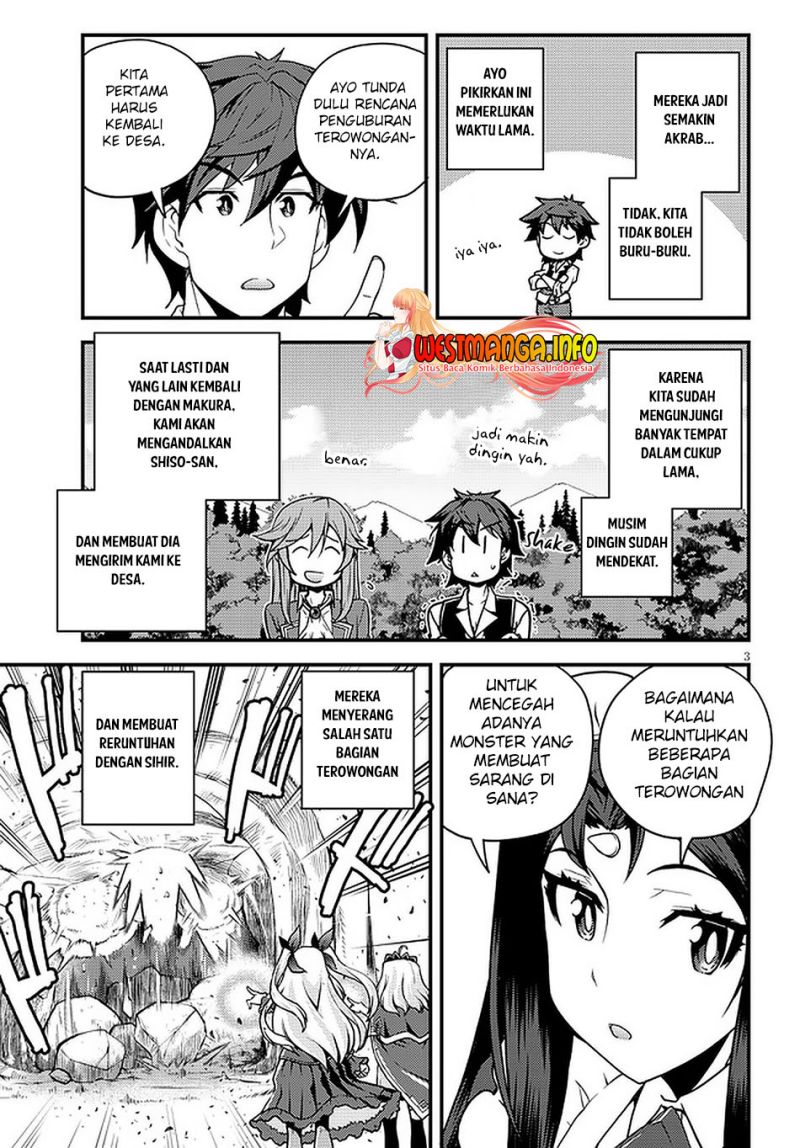 MEREKA JADI
SEMAKIN
AKRAB...
AYO
PIKIRKAN INI
MEMERLUKAN
WAKTU LAMA.
TIDAK, KITA
TIDAK BOLEH
BURU-BURU
iya iya.
AYO TUNDA
DULU RENCANA
PENGUBURAN
TEROWONGAN-
NYA.
KITA
PERTAMA
HARUS
KEMBALI
KE DESA.
WESTMANGA.INFO
Situs Baca Komik Berbahasa Indonesia
KARENA
KITA SUDAH
MENGUNJUNGI
BANYAK TEMPAT
DALAM CUKUP
LAMA,
MUSIM
DINGIN SUDAH
MENDEKAT.
jadi makin
dingin yah.
shake
benar.
SAAT LASTI DAN
YANG LAIN KEMBALI
DENGAN MAKURA,
KAMI AKAN
MENGANDALKAN
SHISO-SAN,
DAN MEMBUAT DIA
MENGIRIM KAMI KE
DESA.
3
BAGAIMANA
KALAU
MERUNTUHKAN
BEBERAPA
BAGIAN
TEROWONGAN
UNTUK
MENCEGAH
ADANYA
MONSTER YANG
MEMBUAT
SARANG DI
SANA?
MEREKA
MENYERANG
SALAH SATU
BAGIAN
TEROWONGAN
DAN MEMBUAT
RERUNTUHAN
DENGAN SIHIR.